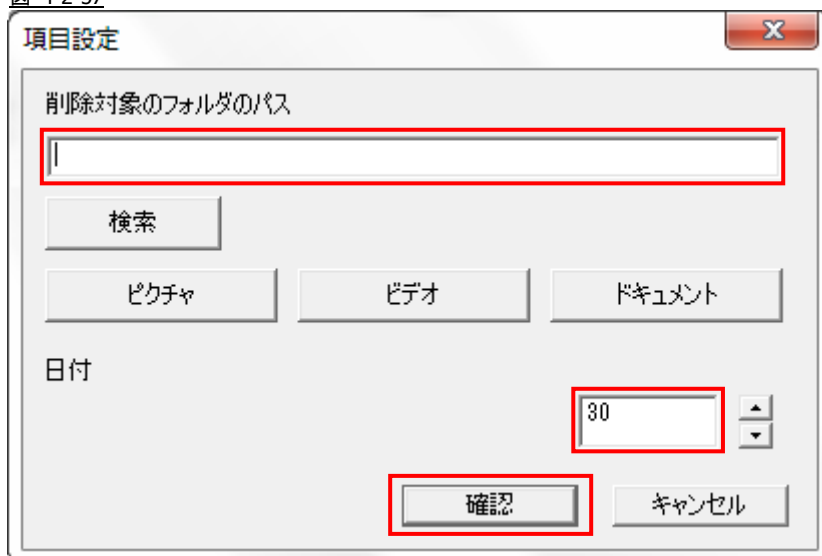 項目設定
削除対象のフォルダのパス
検索
ピクチャ ビデオ ドキュメント
日付
30
確認 キャンセル